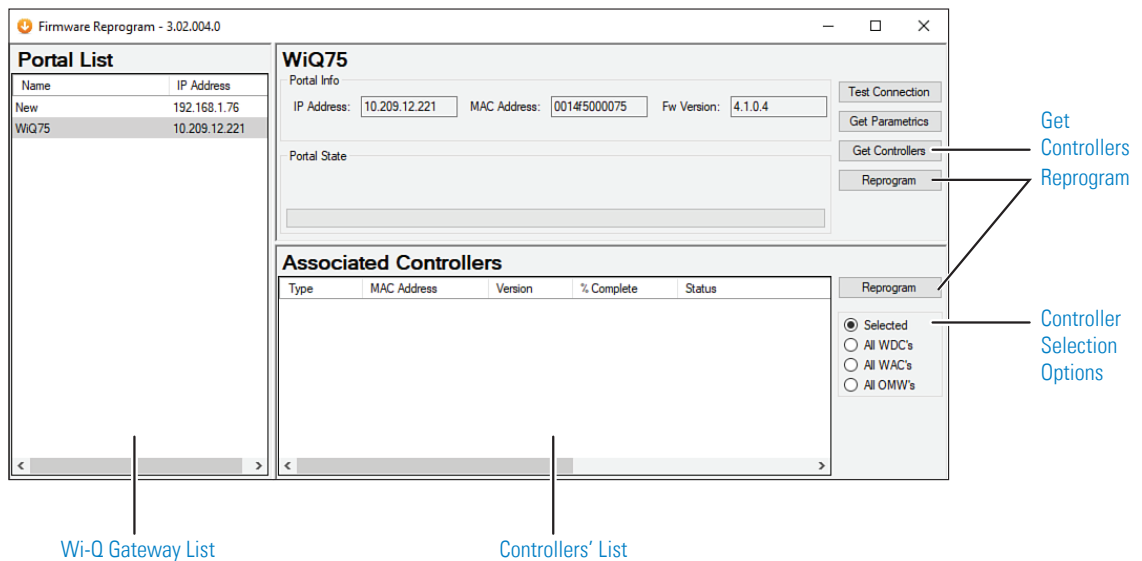 Firmware Reprogram - 3.02.004.0
Portal List
Name IP Address
New 192.168.1.76
WiQ75 10.209.12.221
WiQ75
Portal Info
IP Address: 10.209.12.221 MAC Address: 0014f5000075 Fw Version: 4.1.0.4
Portal State
Test Connection
Get Parametrics
Get Controllers
Reprogram
Associated Controllers
Type MAC Address Version % Complete Status
Reprogram
Selected
All WDC's
All WAC's
All OMW's
Get
Controllers
Reprogram
Controller
Selection
Options
Wi-Q Gateway List
Controllers’ List